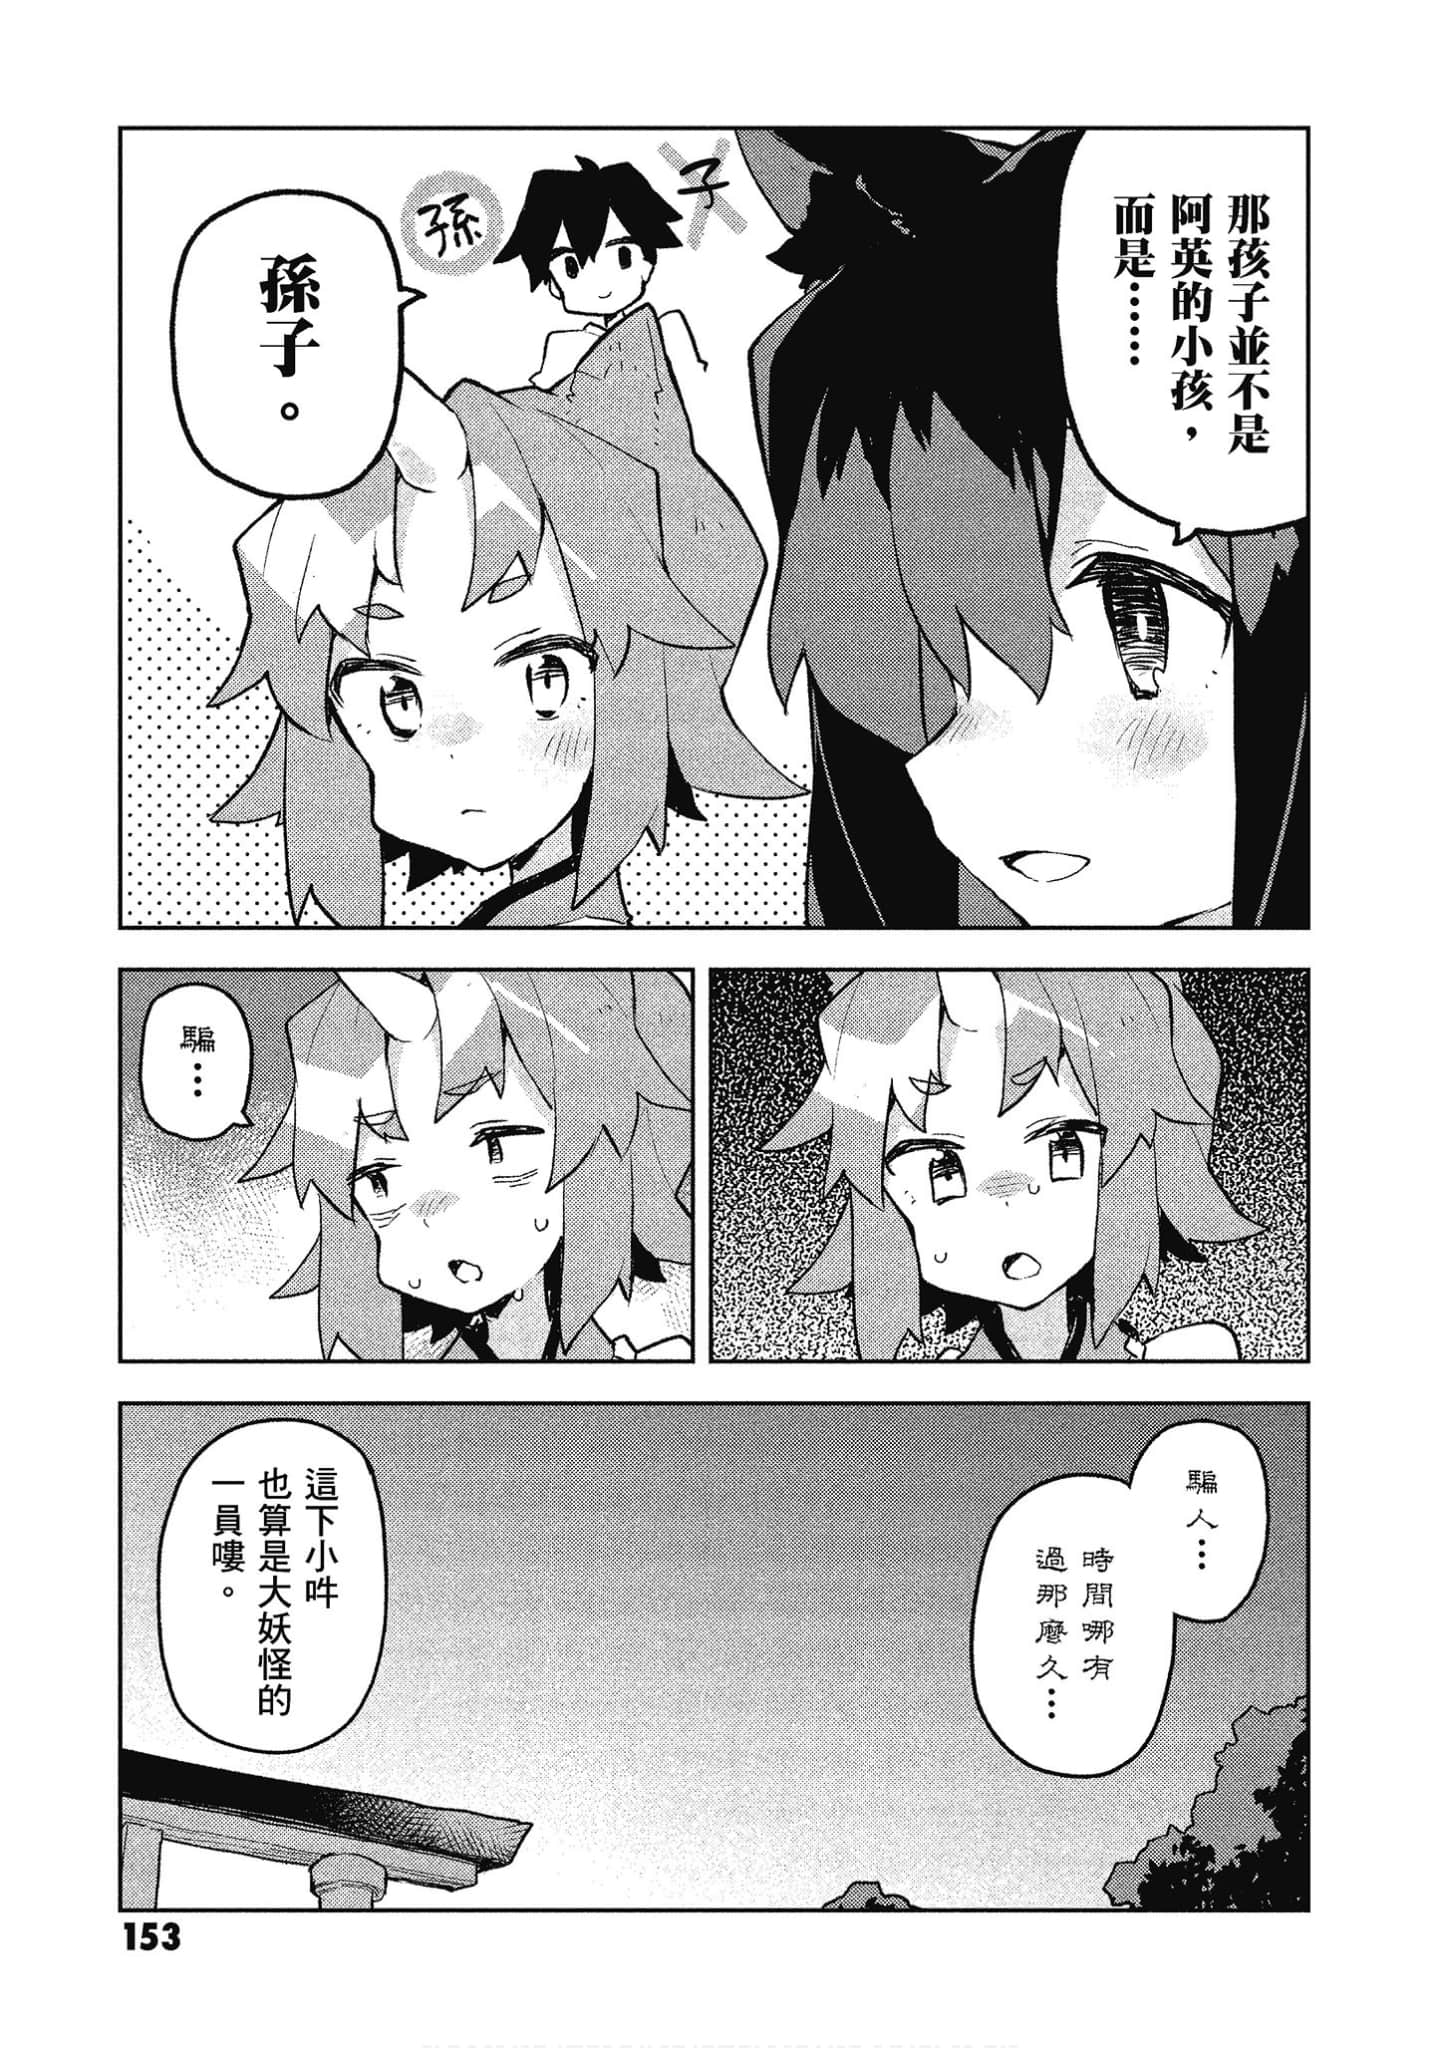 那孩子並不是
阿英的小孩，
而是……
子
孫
孫子。
騙…
騙人…
時間哪有
過那麼久…
這下小吽
也算是大妖怪的
一員嘍。
153